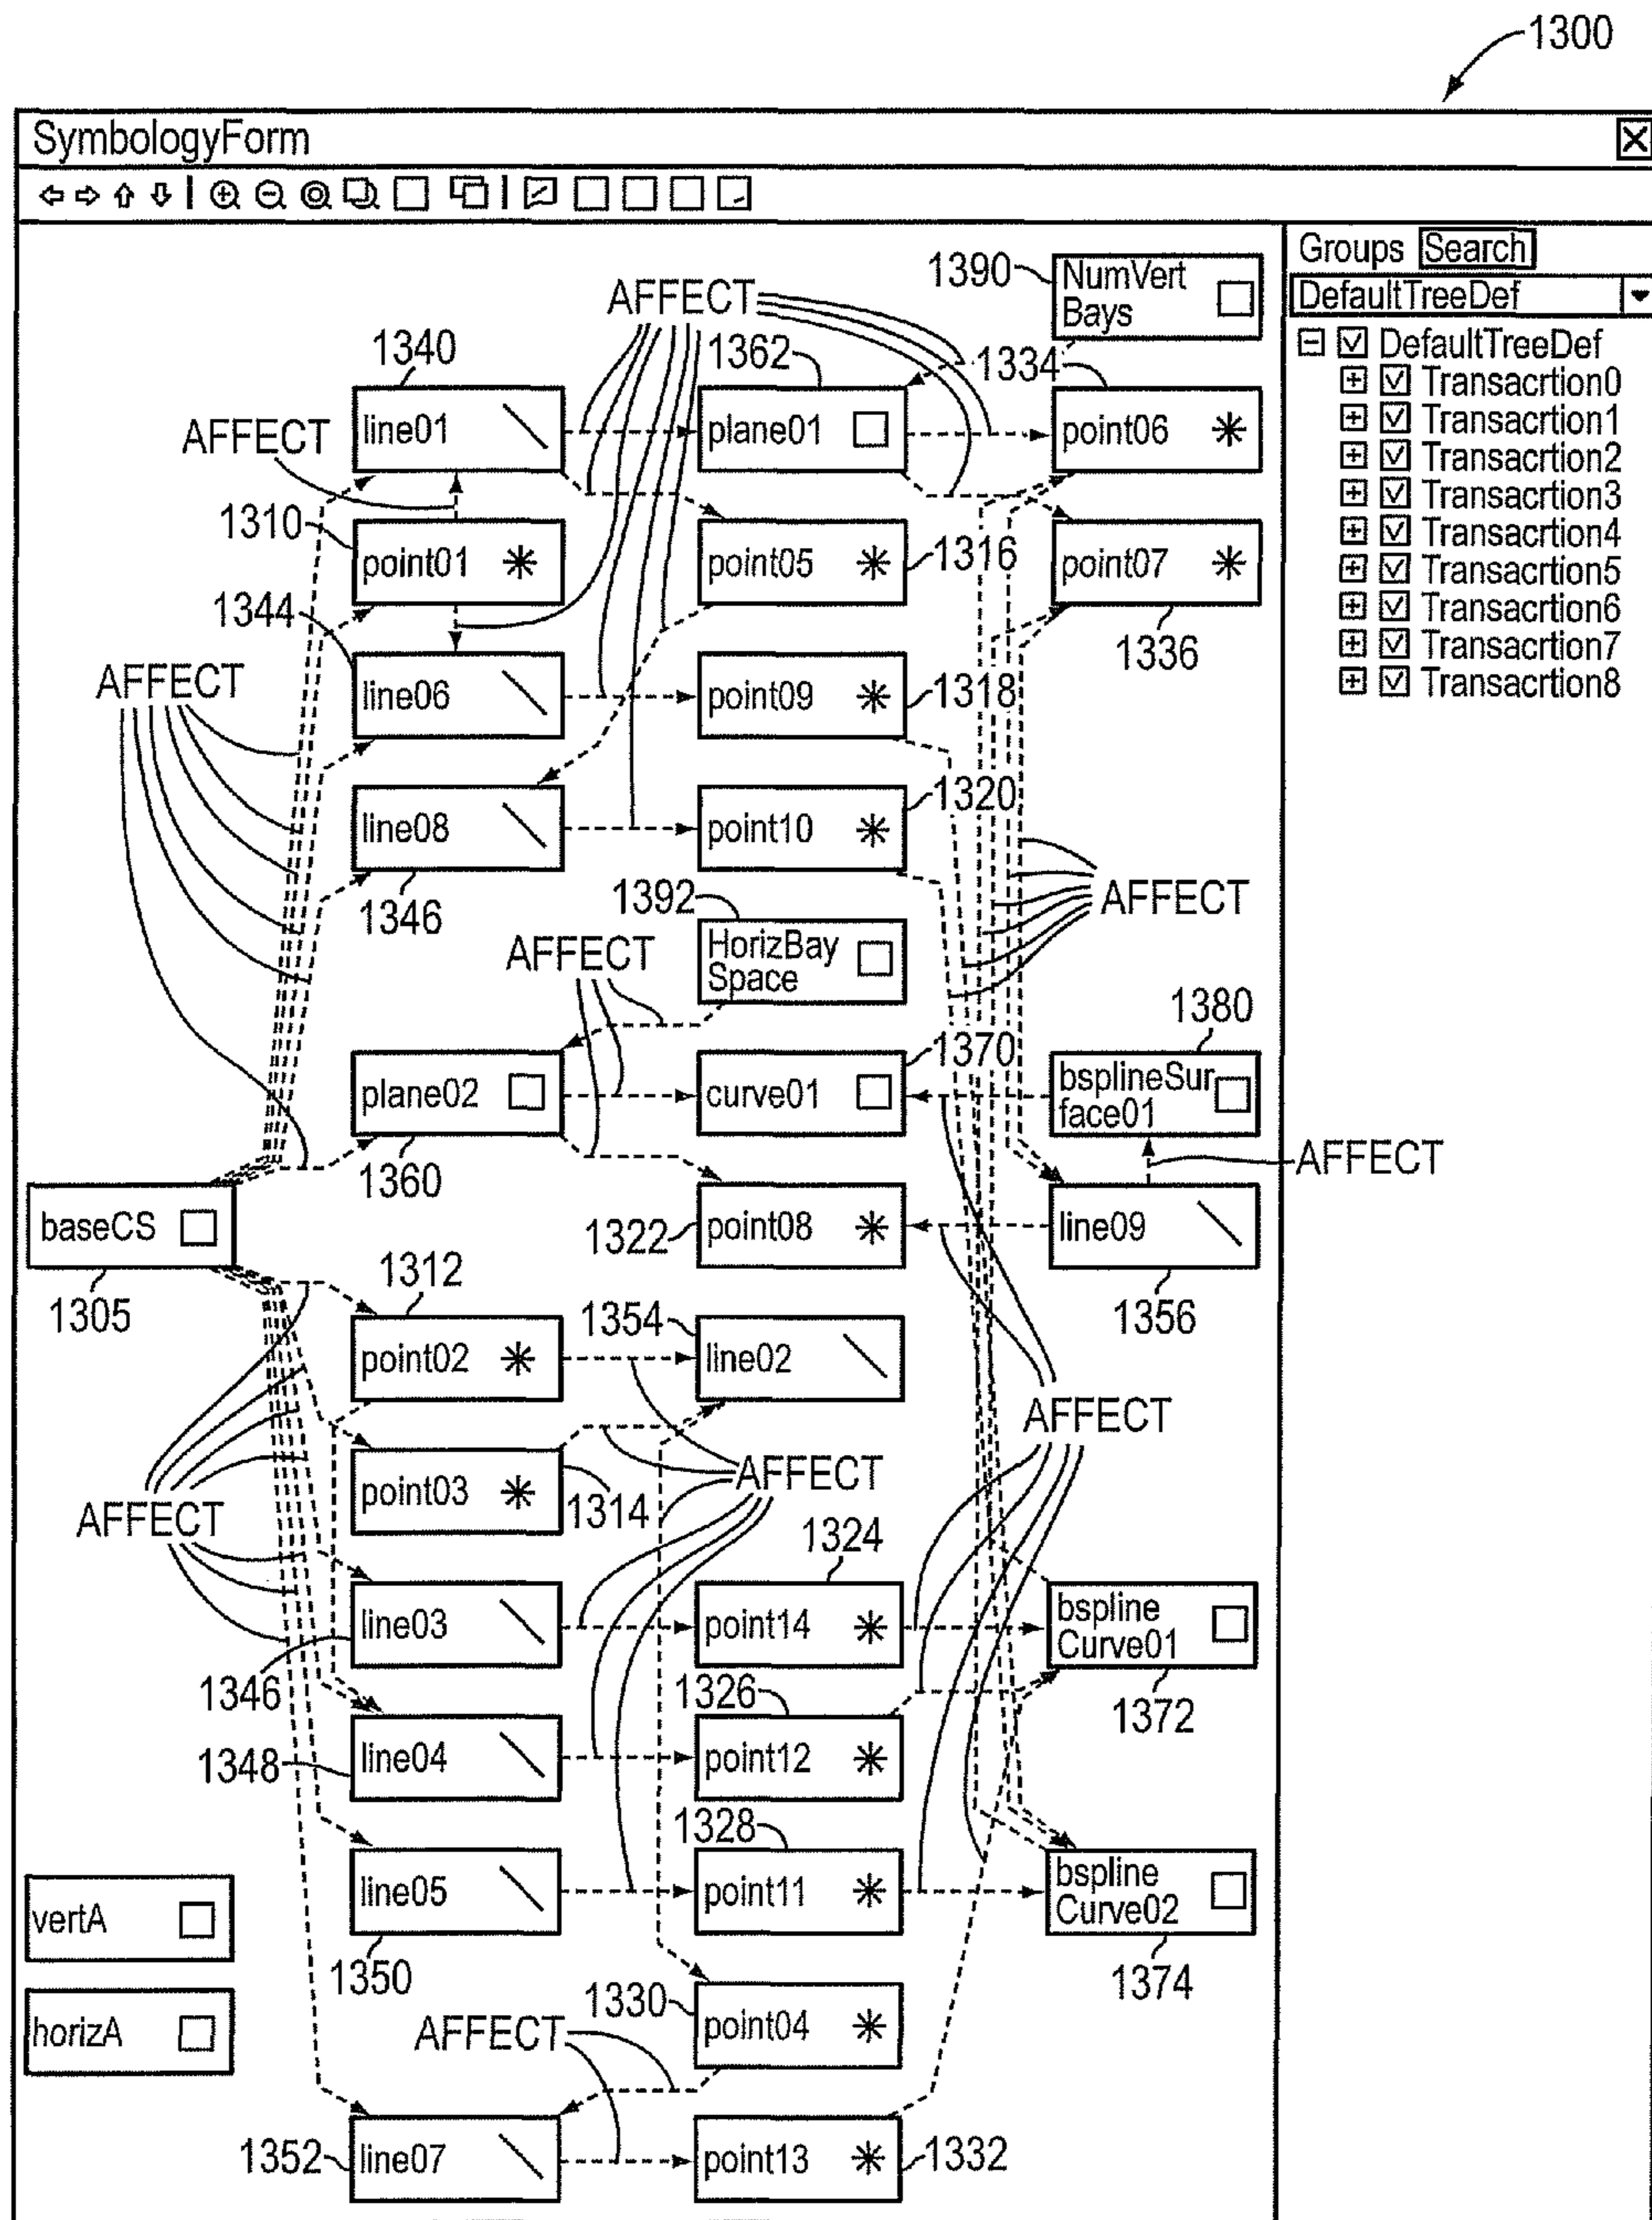 1300
SymbologyForm
Groups Search
DefaultTreeDef
DefaultTreeDef
Transacrtion0
Transacrtion1
Transacrtion2
Transacrtion3
Transacrtion4
Transacrtion5
Transacrtion6
Transacrtion7
Transacrtion8
1390
NumVert
Bays
AFFECT
1340
1362
1334
line01
plane01
point06
AFFECT
1310
point01
point05
1316
point07
1344
1336
AFFECT
line06
point09
1318
line08
point10
1320
1346
1392
AFFECT
AFFECT
HorizBay
Space
1380
1370
plane02
curve01
bsplineSur
face01
1360
AFFECT
baseCS
1322
point08
line09
1305
1312
1354
1356
point02
line02
AFFECT
point03
1314
AFFECT
AFFECT
1324
line03
point14
bspline
Curve01
1346
1326
1372
1348
line04
point12
1328
line05
point11
bspline
Curve02
vertA
1350
1374
1330
point04
horizA
AFFECT
1352
line07
point13
1332